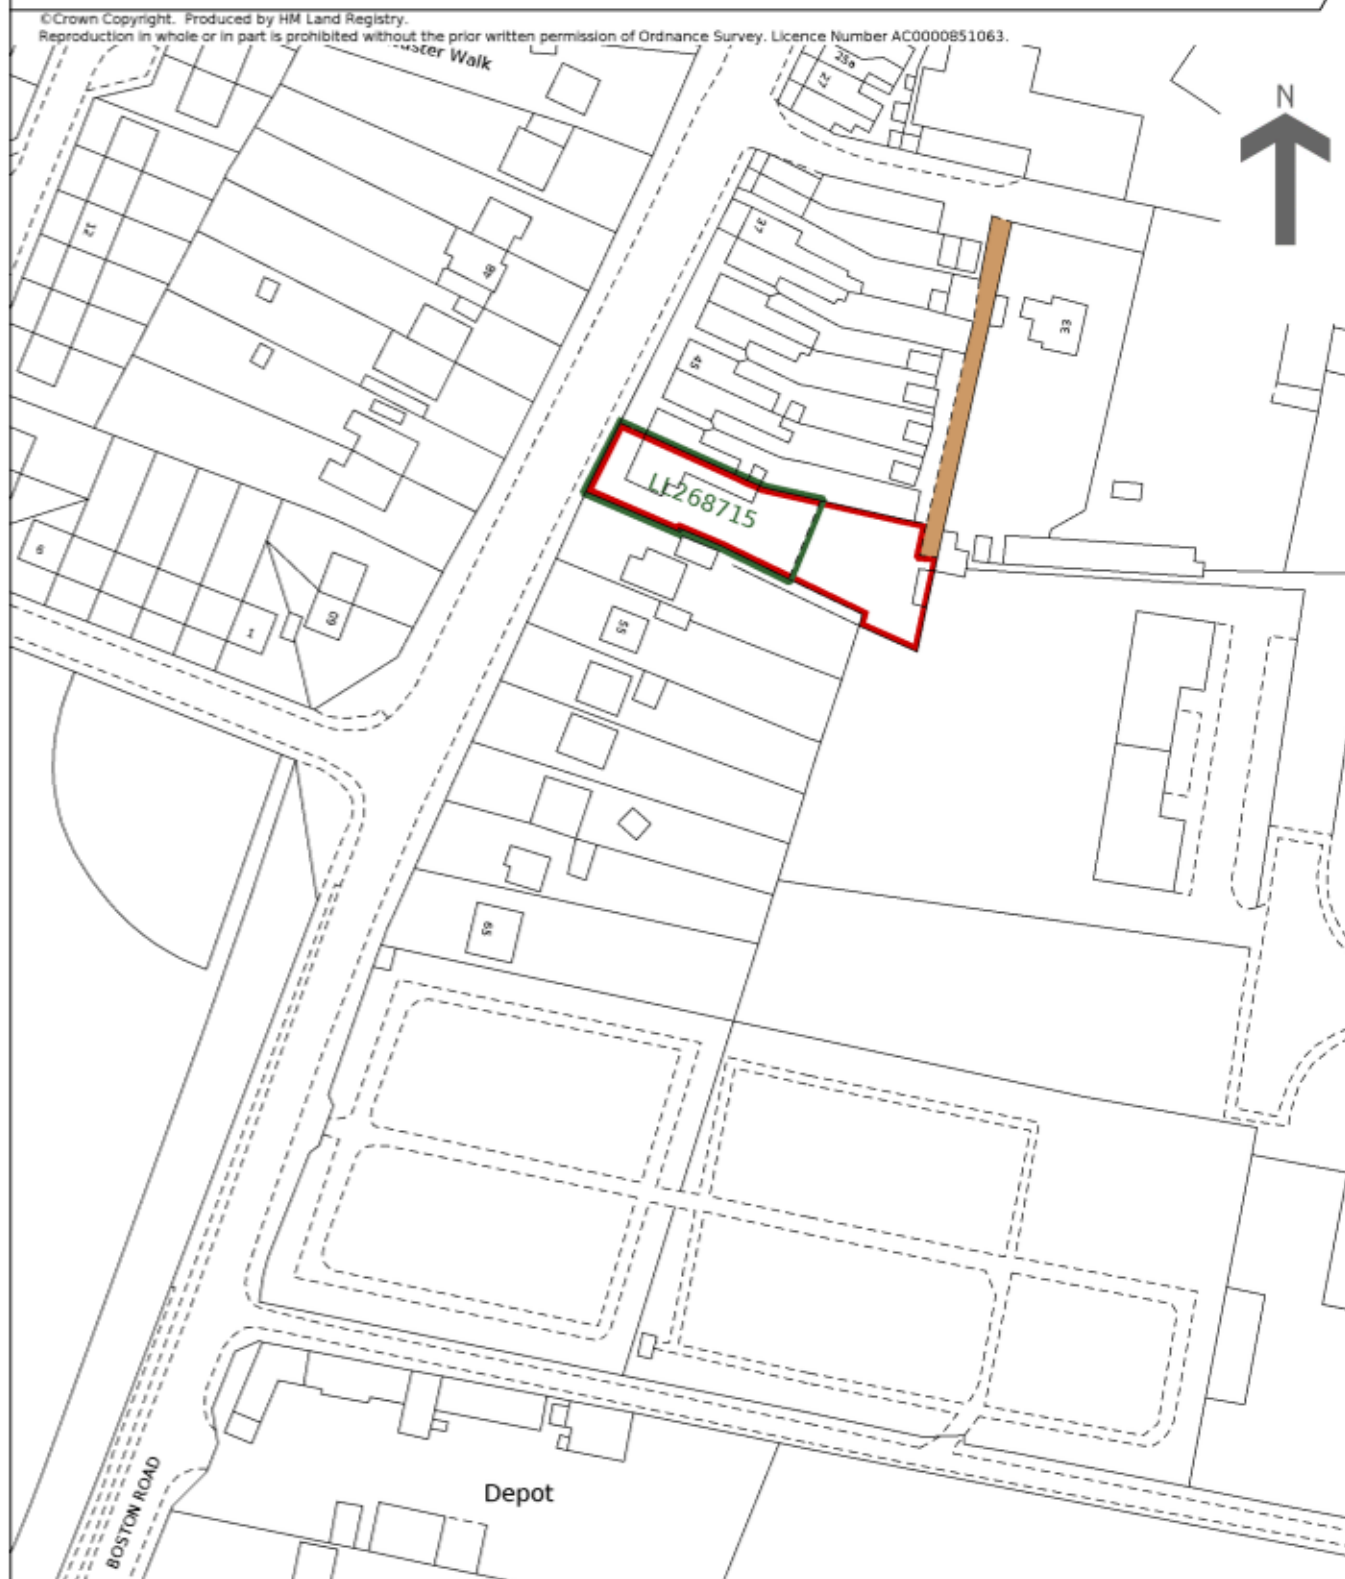 ©Crown Copyright. Produced by HM Land Registry.
Reproduction in whole or in part is prohibited without the prior written permission of Ordnance Survey. Licence Number AC0000851063.
Walk
25a
27
N
12
37
48
33
45
LL268715
9
1
60
55
65
Depot
BOSTON ROAD